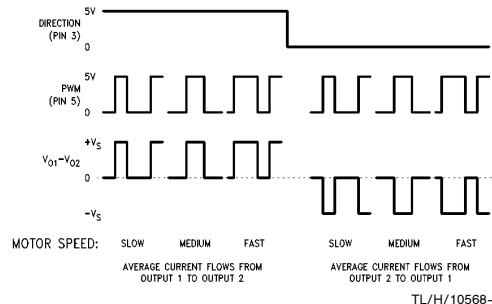 DIRECTION
(PIN 3)
5V
0
PWM
(PIN 5)
5V
0
V01-V02
+VS
0
-VS
MOTOR SPEED: SLOW MEDIUM FAST SLOW MEDIUM FAST
AVERAGE CURRENT FLOWS FROM
OUTPUT 1 TO OUTPUT 2
AVERAGE CURRENT FLOWS FROM
OUTPUT 2 TO OUTPUT 1
TL/H/10568-